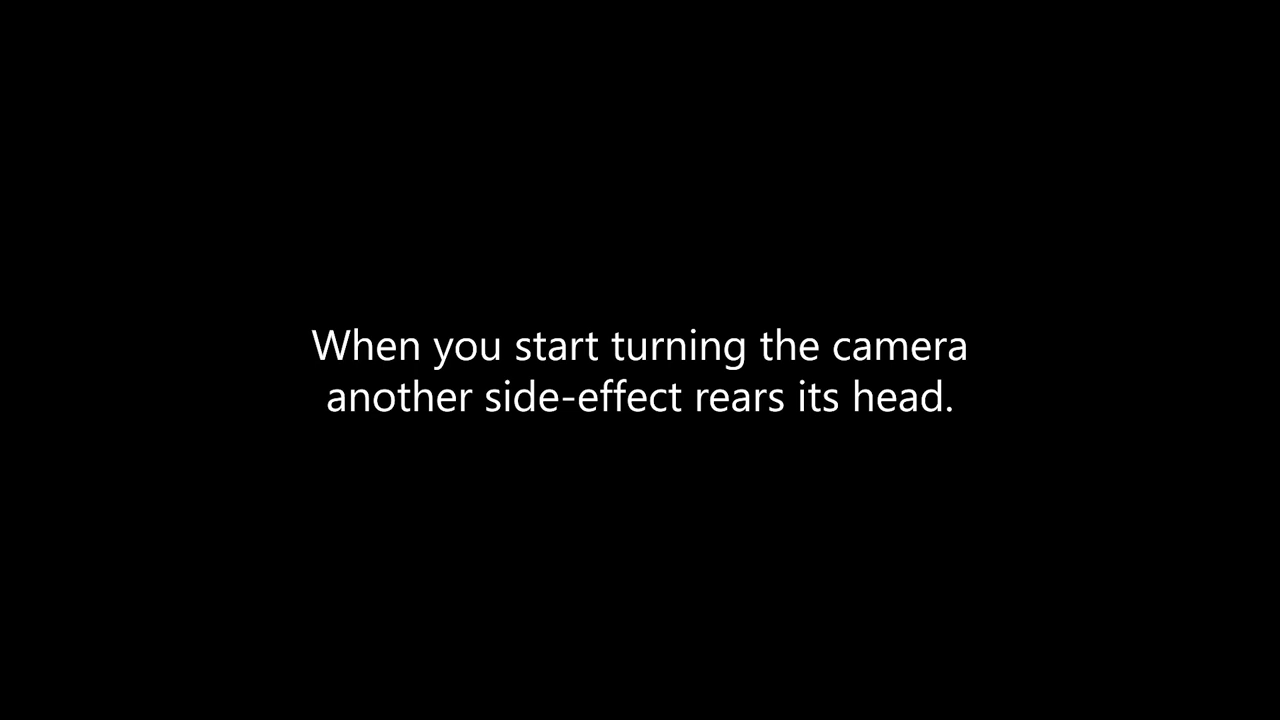 When you start turning the camera
another side-effect rears its head.